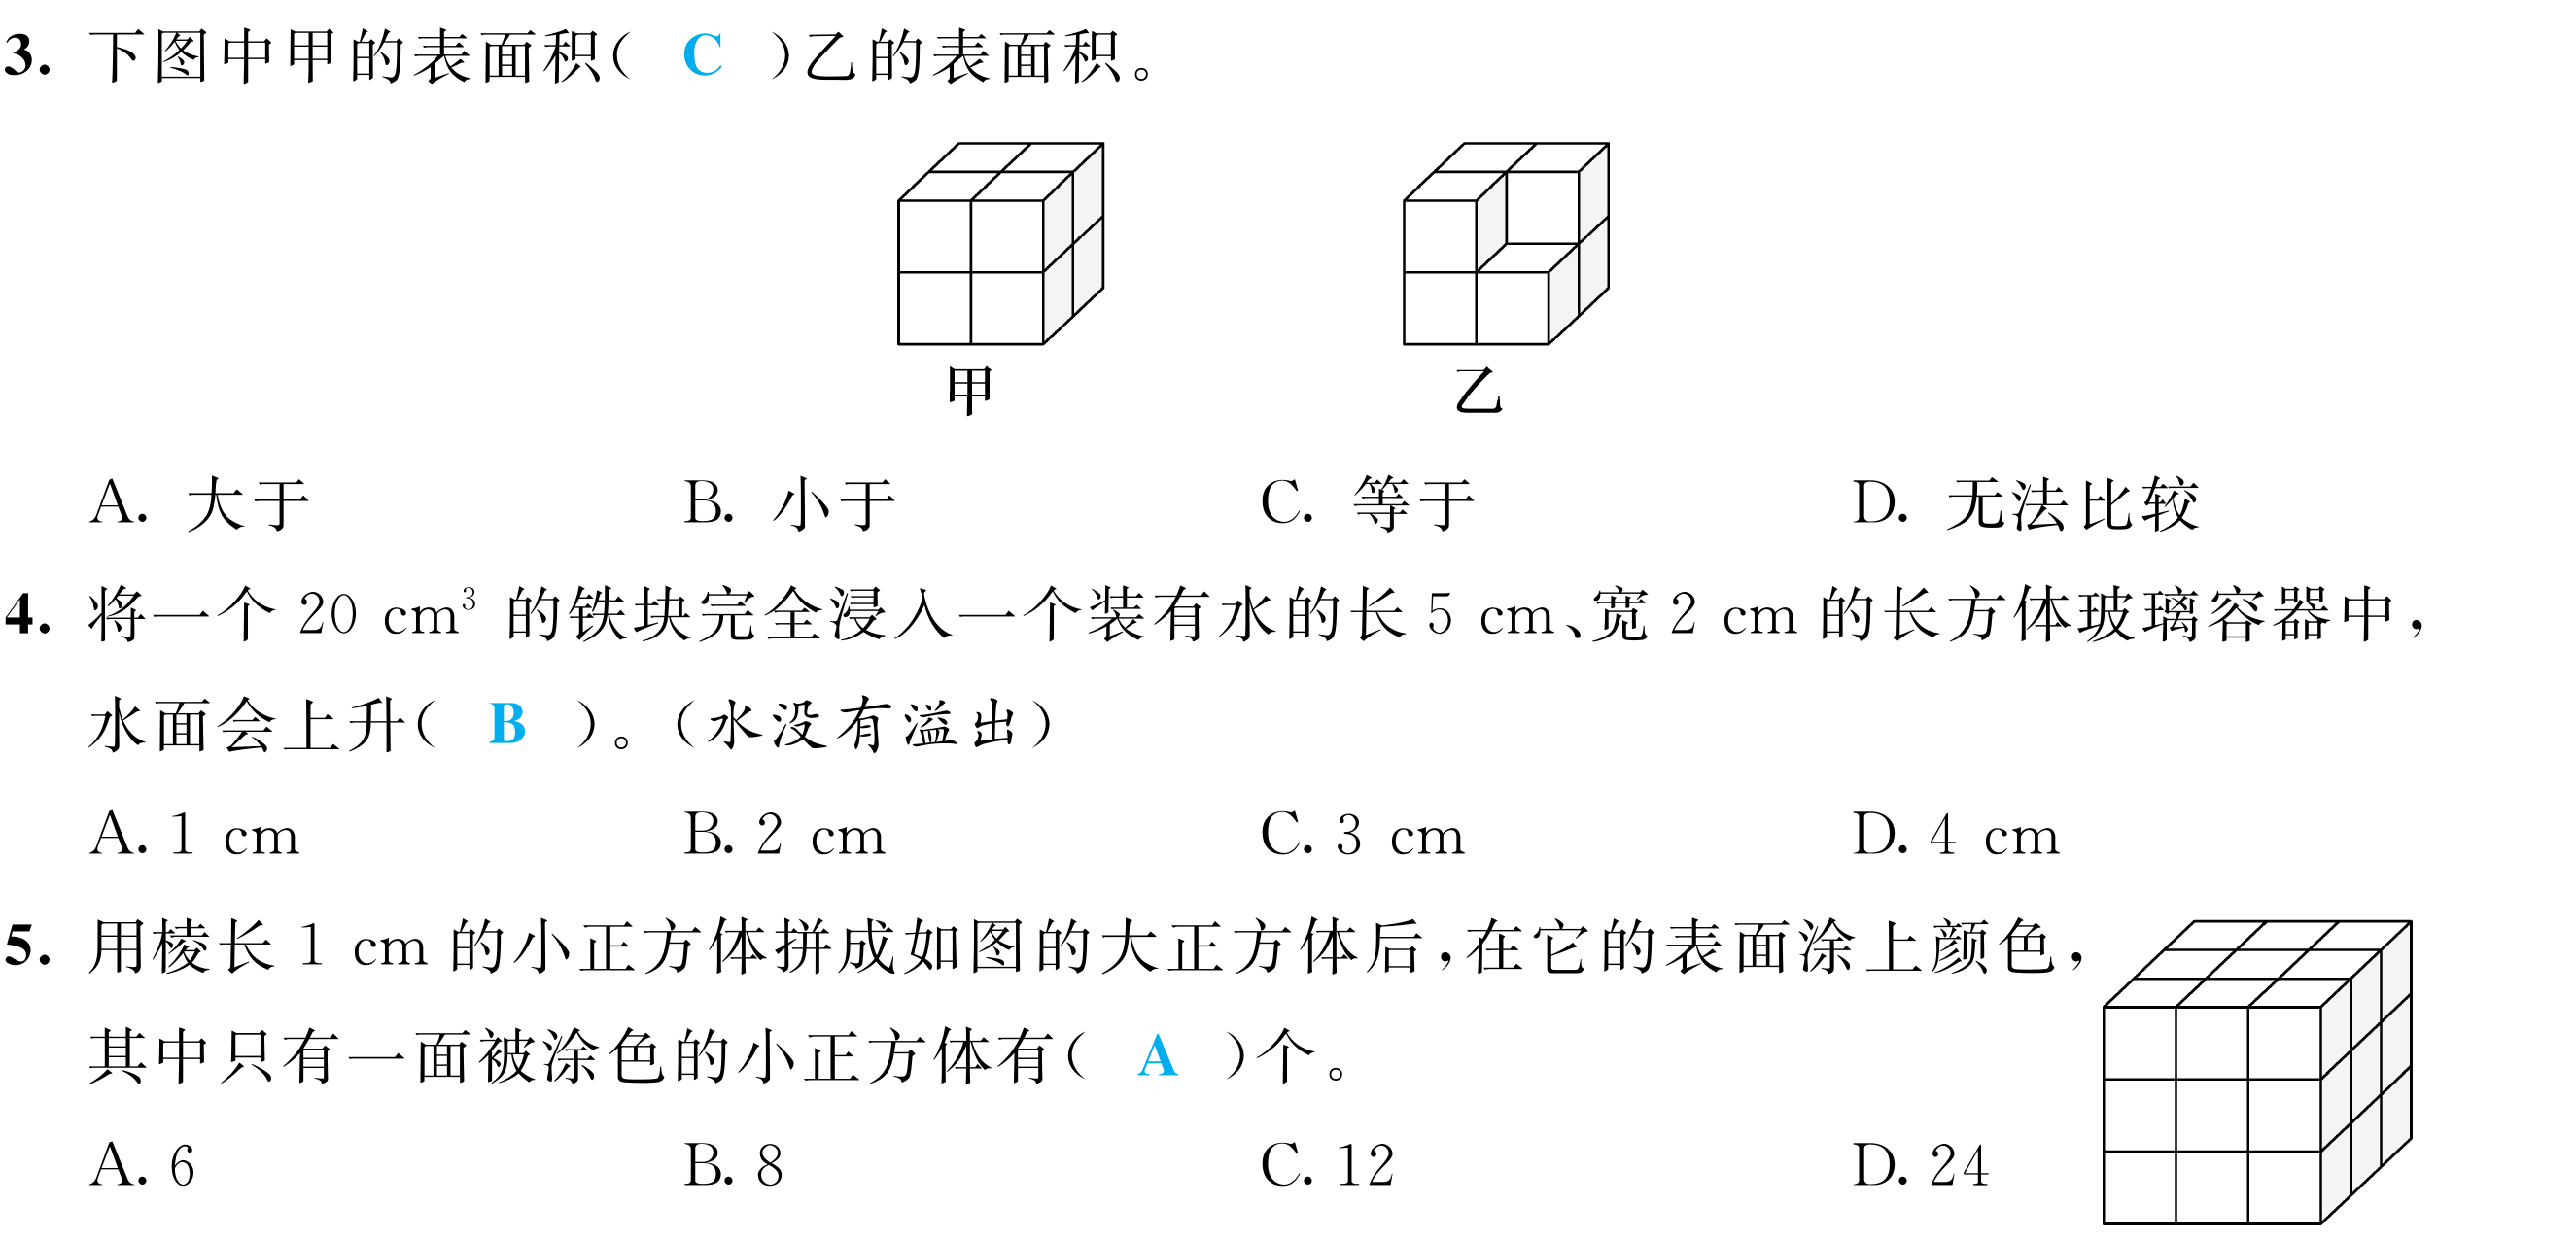 3. 下图中甲的表面积( C )乙的表面积。
甲 乙
A. 大于 B. 小于 C. 等于 D. 无法比较
4. 将一个 20 cm³ 的铁块完全浸入一个装有水的长 5 cm、宽 2 cm 的长方体玻璃容器中,
水面会上升( B )。(水没有溢出)
A. 1 cm B. 2 cm C. 3 cm D. 4 cm
5. 用棱长 1 cm 的小正方体拼成如图的大正方体后,在它的表面涂上颜色,
其中只有一面被涂色的小正方体有( A )个。
A. 6 B. 8 C. 12 D. 24